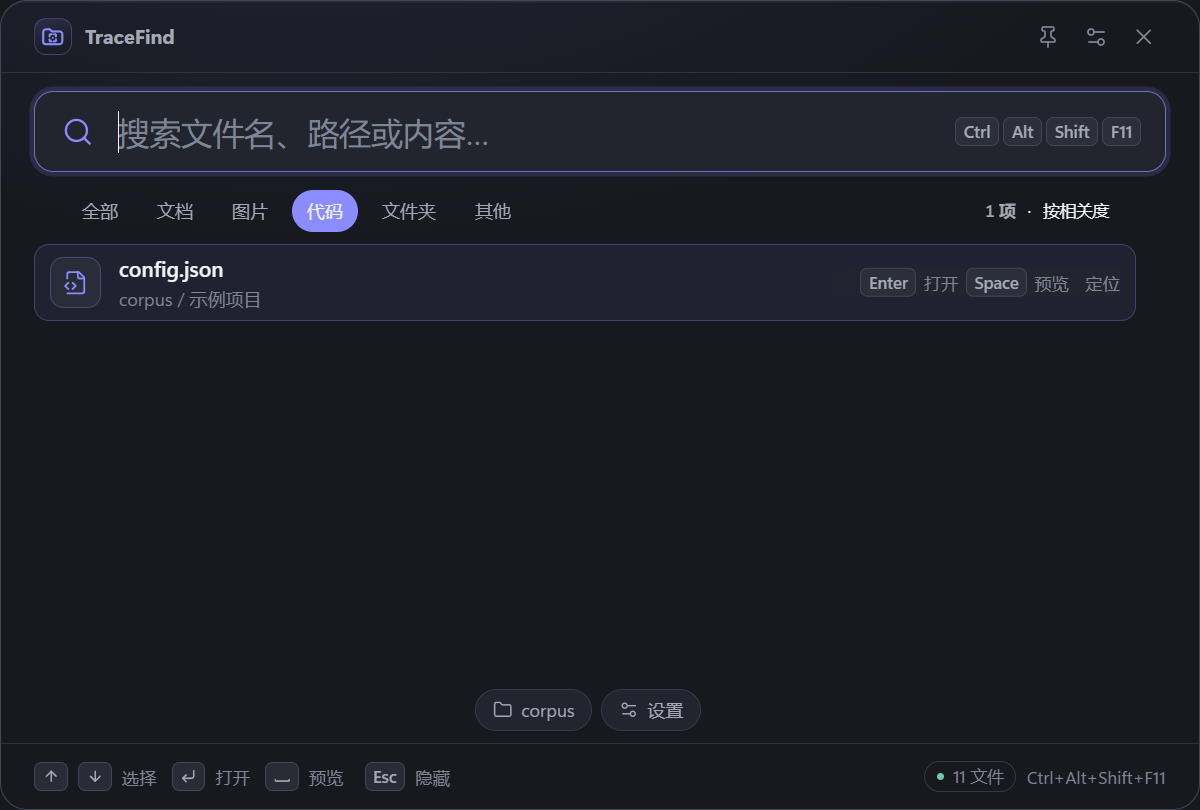 TraceFind
搜索文件名、路径或内容...
Ctrl Alt Shift F11
全部 文档 图片 代码 文件夹 其他
1 项 · 按相关度
config.json
corpus / 示例项目
Enter 打开 Space 预览 定位
corpus 设置
选择 打开 预览 Esc 隐藏
11 文件 Ctrl+Alt+Shift+F11